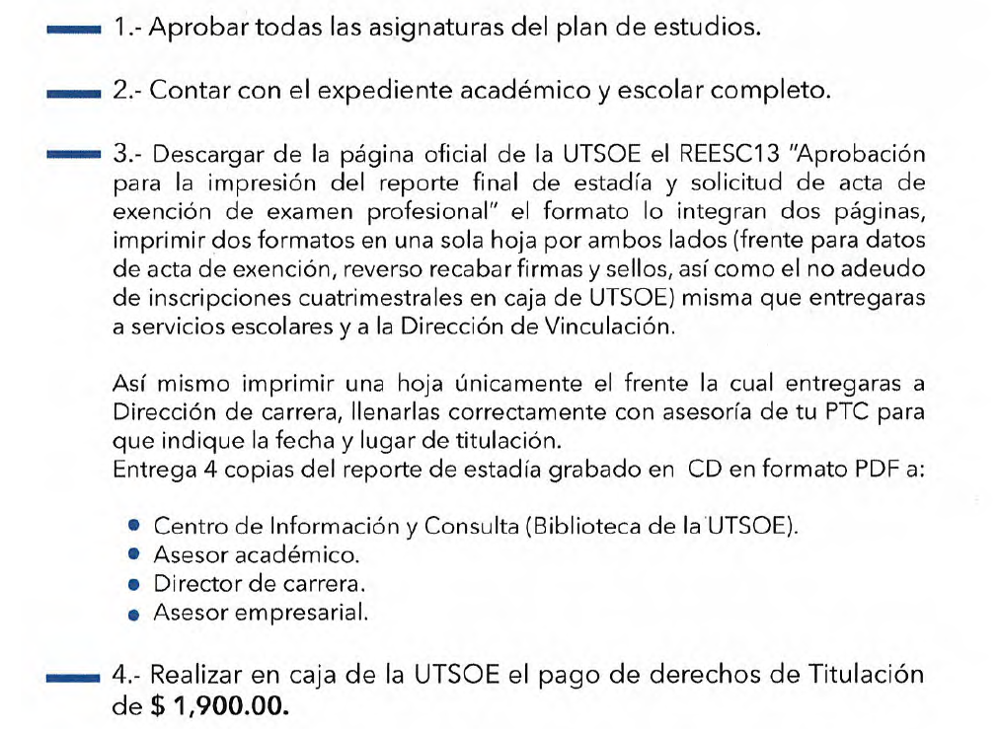 1.- Aprobar todas las asignaturas del plan de estudios.
2.- Contar con el expediente académico y escolar completo.
3.- Descargar de la página oficial de la UTSOE el REESC13 "Aprobación
para la impresión del reporte final de estadía y solicitud de acta de
exención de examen profesional" el formato lo integran dos páginas,
imprimir dos formatos en una sola hoja por ambos lados (frente para datos
de acta de exención, reverso recabar firmas y sellos, así como el no adeudo
de inscripciones cuatrimestrales en caja de UTSOE) misma que entregaras
a servicios escolares y a la Dirección de Vinculación.
Así mismo imprimir una hoja únicamente el frente la cual entregaras a
Dirección de carrera, llenarlas correctamente con asesoría de tu PTC para
que indique la fecha y lugar de titulación.
Entrega 4 copias del reporte de estadía grabado en CD en formato PDF a:
• Centro de Información y Consulta (Biblioteca de la UTSOE).
• Asesor académico.
• Director de carrera.
• Asesor empresarial.
4.- Realizar en caja de la UTSOE el pago de derechos de Titulación
de $ 1,900.00.